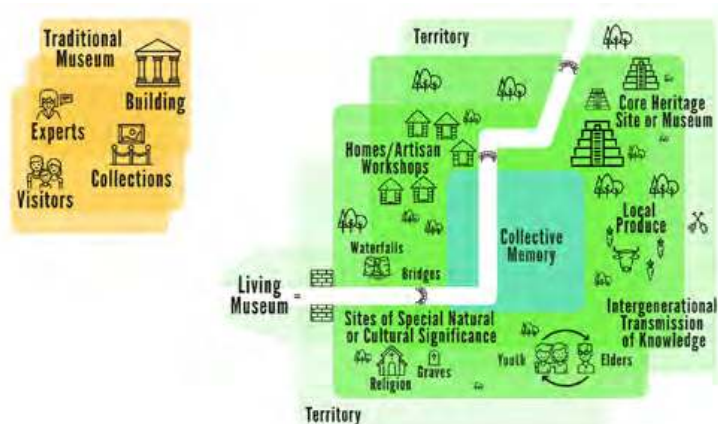 Traditional
Museum
Building
Experts
Collections
Visitors
Territory
Core Heritage
Site or Museum
Homes/Artisan
Workshops
Local
Produce
Collective
Memory
Waterfalls
Bridges
Living
Museum
=
Sites of Special Natural
or Cultural Significance
Intergenerational
Transmission
of Knowledge
Youth
Elders
Religion
Graves
Territory